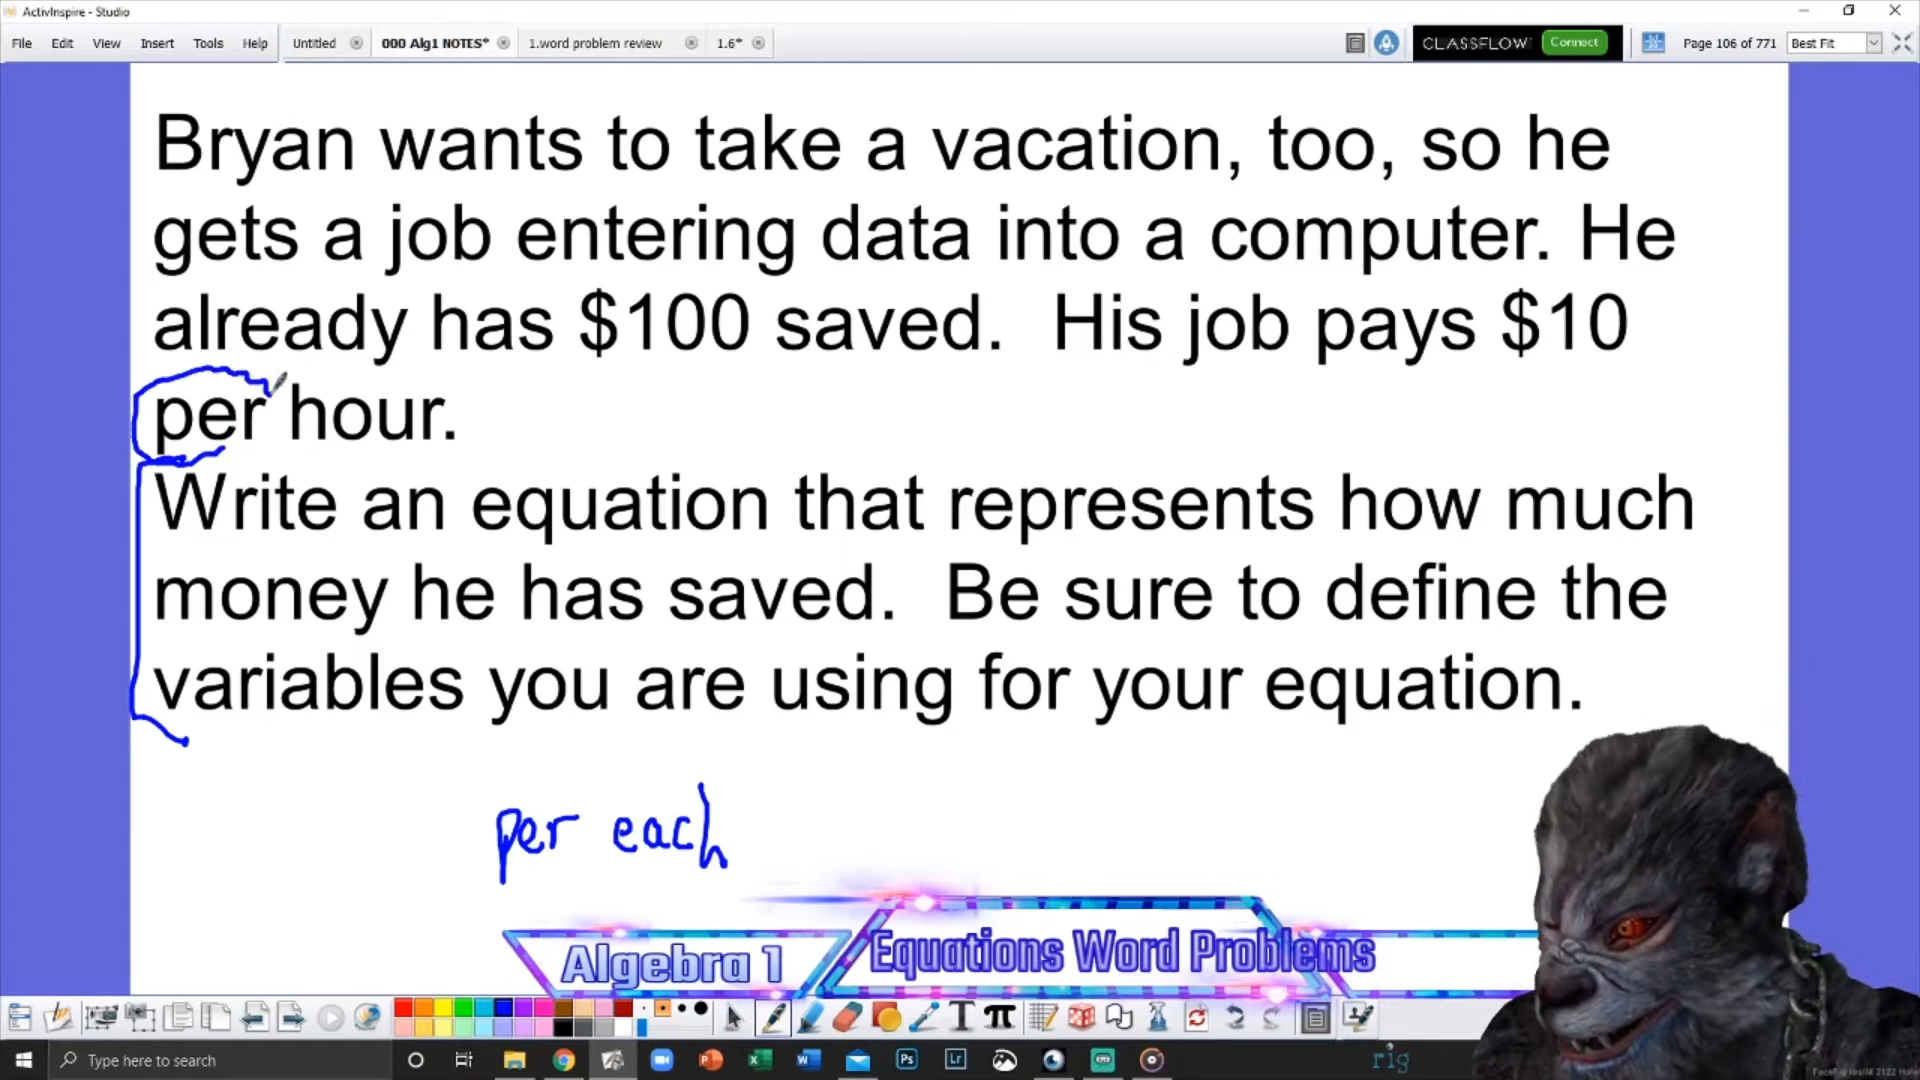 ActivInspire - Studio
File Edit View Insert Tools Help Untitled 000 Alg1 NOTES* 1.word problem review 1.6* CLASSFLOW Connect Page 106 of 771 Best Fit
Bryan wants to take a vacation, too, so he
gets a job entering data into a computer. He
already has $100 saved. His job pays $10
per hour.
Write an equation that represents how much
money he has saved. Be sure to define the
variables you are using for your equation.
per each
Algebra 1 Equations Word Problems
Type here to search
rig